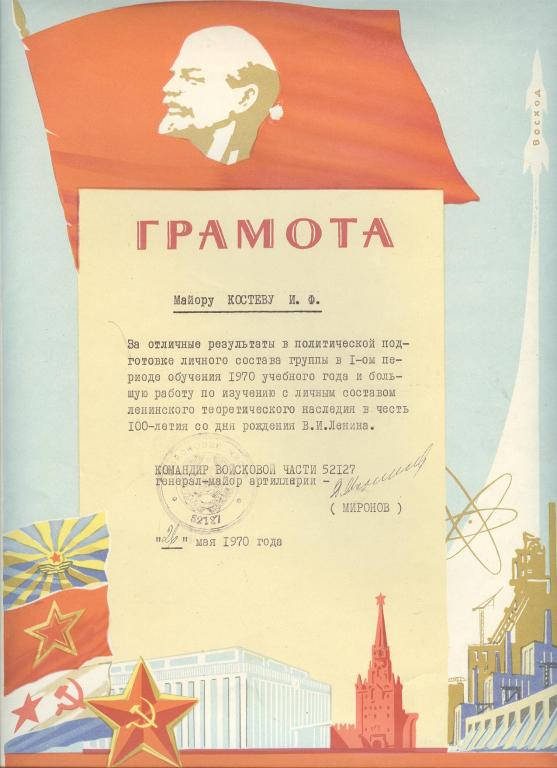 Восход
ГРАМОТА
Майору КОСТЕВУ И. Ф.
За отличные результаты в политической под-
готовке личного состава группы в I-ом пе-
риоде обучения 1970 учебного года и боль-
шую работу по изучению с личным составом
ленинского теоретического наследия в честь
100-летия со дня рождения В.И.Ленина.
КОМАНДИР ВОЙСКОВОЙ ЧАСТИ 52127
генерал-майор артиллерии -
( МИРОНОВ )
52127
"26" мая 1970 года